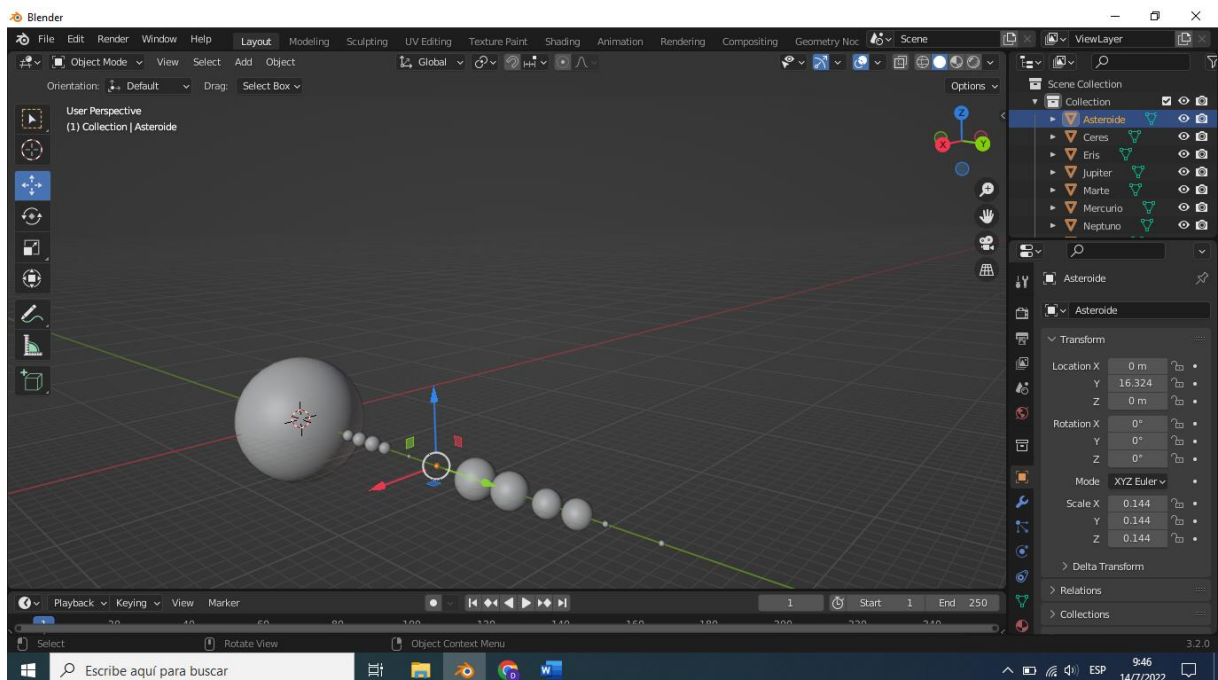 Blender
File Edit Render Window Help Layout Modeling Sculpting UV Editing Texture Paint Shading Animation Rendering Compositing Geometry Noc Scene ViewLayer
Object Mode View Select Add Object Global
Orientation: Default Drag: Select Box Options
User Perspective
(1) Collection | Asteroide
Z
X
Y
Scene Collection
Collection
Asteroide
Ceres
Eris
Jupiter
Marte
Mercurio
Neptuno
Asteroide
Asteroide
Transform
Location X 0 m
Y 16.324
Z 0 m
Rotation X 0°
Y 0°
Z 0°
Mode XYZ Euler
Scale X 0.144
Y 0.144
Z 0.144
Delta Transform
Relations
Collections
Playback Keying View Marker 1 Start 1 End 250
Select Rotate View Object Context Menu 3.2.0
Escribe aquí para buscar
ESP
9:46
14/7/2022